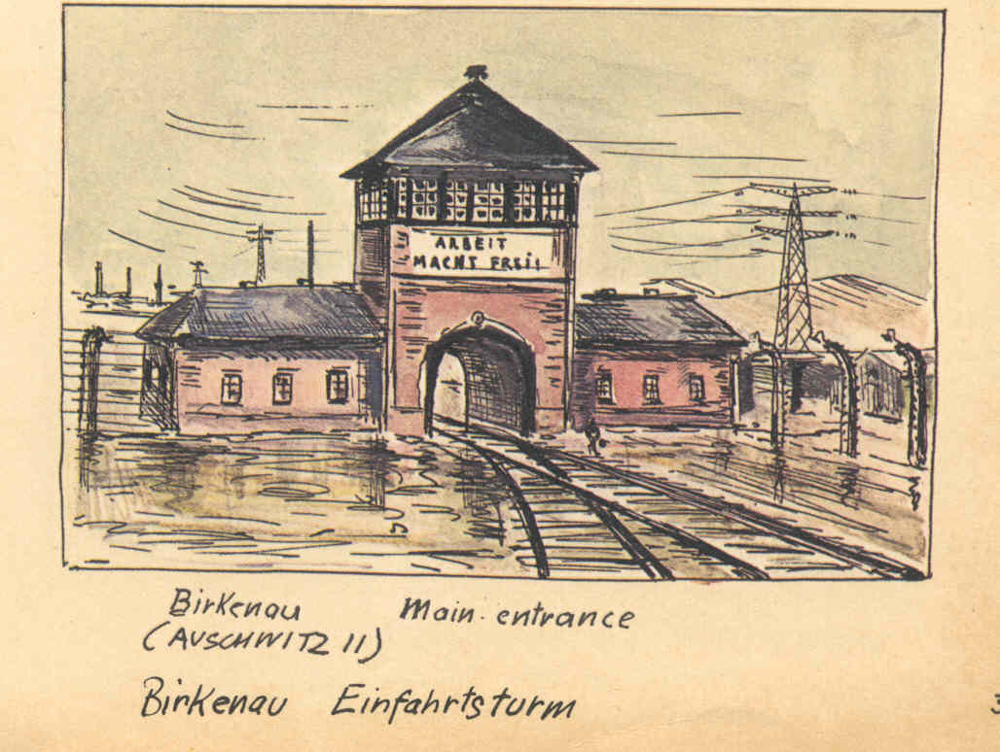 ARBEIT
MACHT FREI!
Birkenau Main entrance
(AUSCHWITZ II)
Birkenau Einfahrtsturm
3